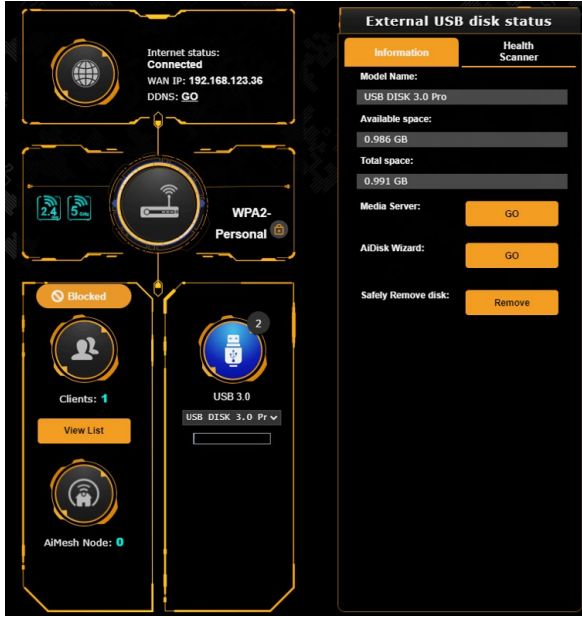 Internet status:
Connected
WAN IP: 192.168.123.36
DDNS: GO
2.4 GHz
5 GHz
WPA2-
Personal
Blocked
Clients: 1
View List
AiMesh Node: 0
2
USB 3.0
USB DISK 3.0 Pr
External USB disk status
Information
Health
Scanner
Model Name:
USB DISK 3.0 Pro
Available space:
0.986 GB
Total space:
0.991 GB
Media Server:
GO
AiDisk Wizard:
GO
Safely Remove disk:
Remove